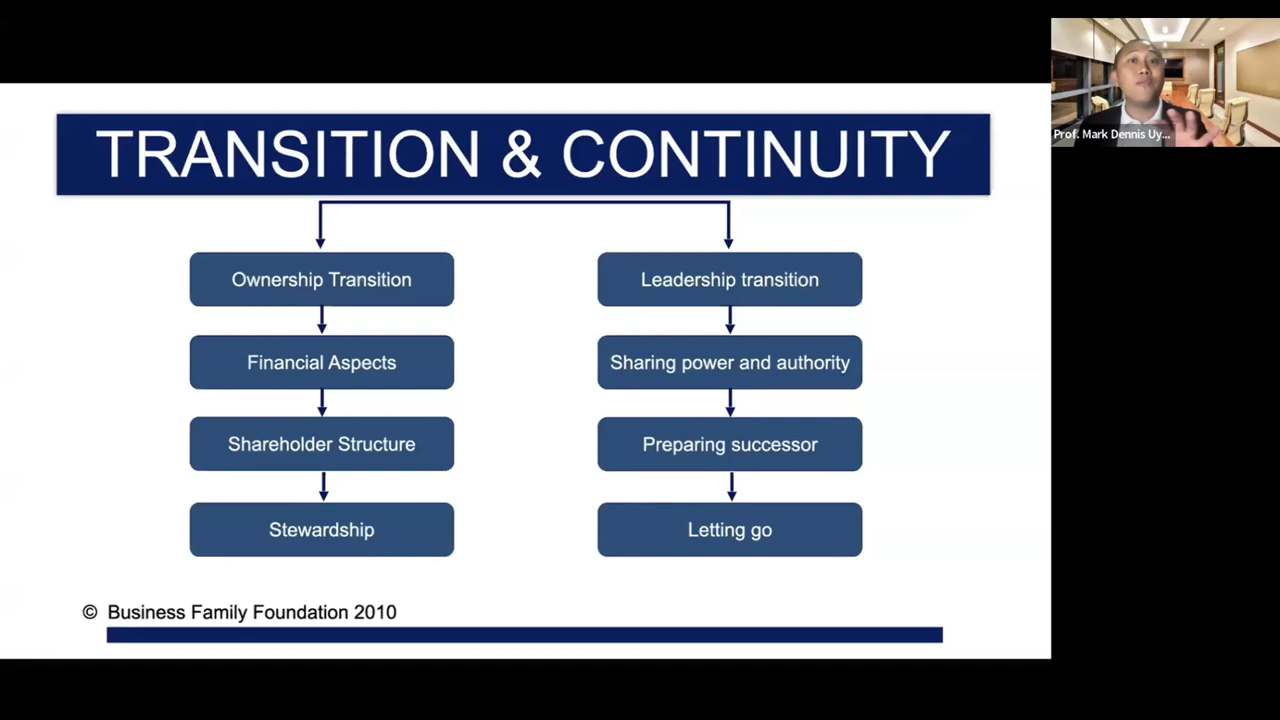 TRANSITION & CONTINUITY
Ownership Transition
Financial Aspects
Shareholder Structure
Stewardship
Leadership transition
Sharing power and authority
Preparing successor
Letting go
© Business Family Foundation 2010
Prof. Mark Dennis Uy...